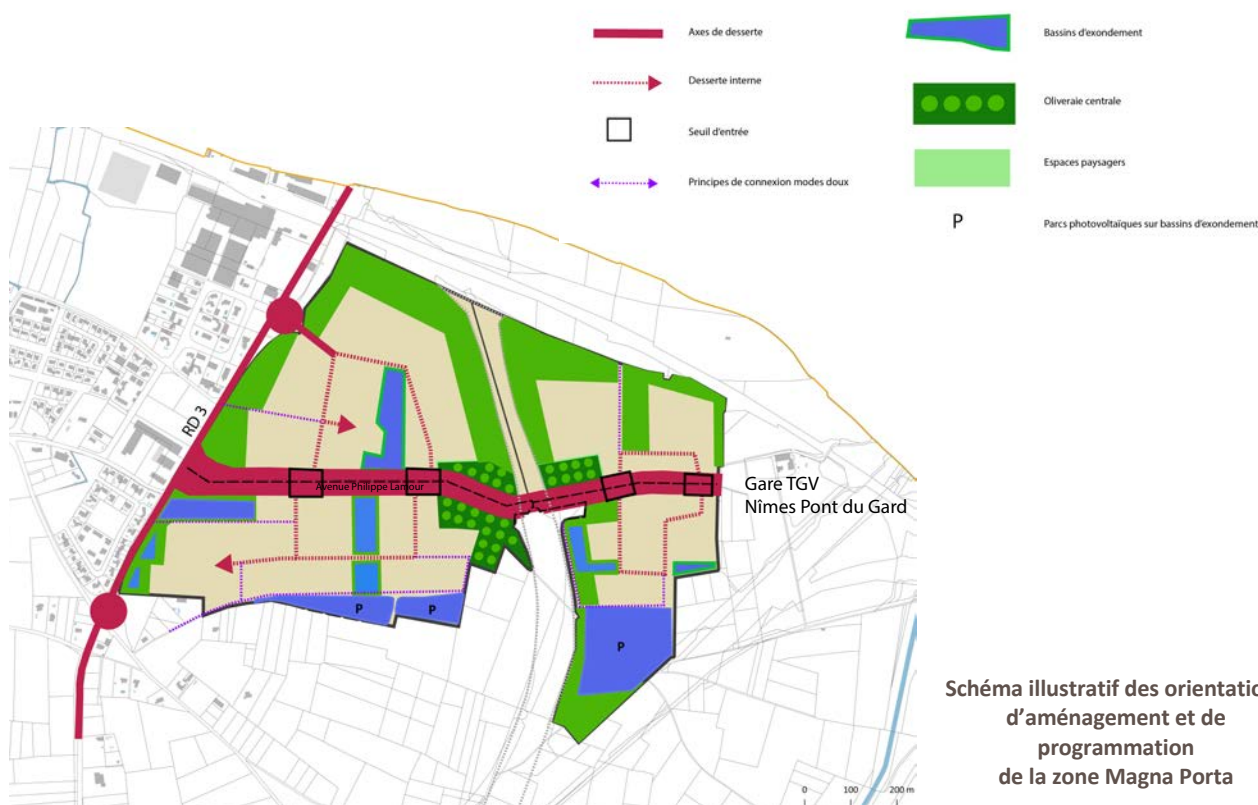 Axes de desserte
Desserte interne
Seuil d'entrée
Principes de connexion modes doux
Bassins d'exondement
Oliveraie centrale
Espaces paysagers
P
Parcs photovoltaïques sur bassins d'exondement
RD 3
Avenue Philippe Lamour
Gare TGV
Nîmes Pont du Gard
P
P
P
0 100 200 m
Schéma illustratif des orientatio
d'aménagement et de
programmation
de la zone Magna Porta